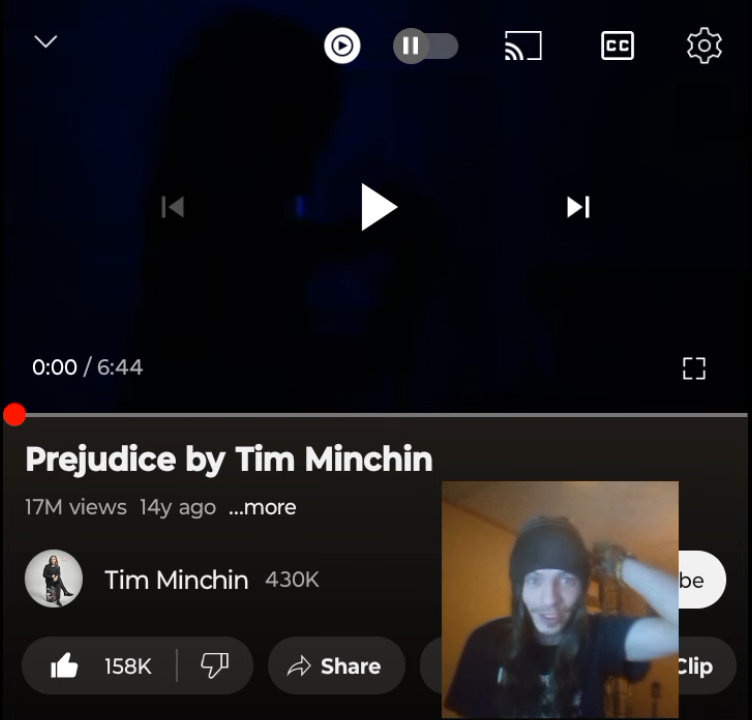 CC
0:00 / 6:44
Prejudice by Tim Minchin
17M views 14y ago ...more
Tim Minchin 430K
be
158K Share Clip